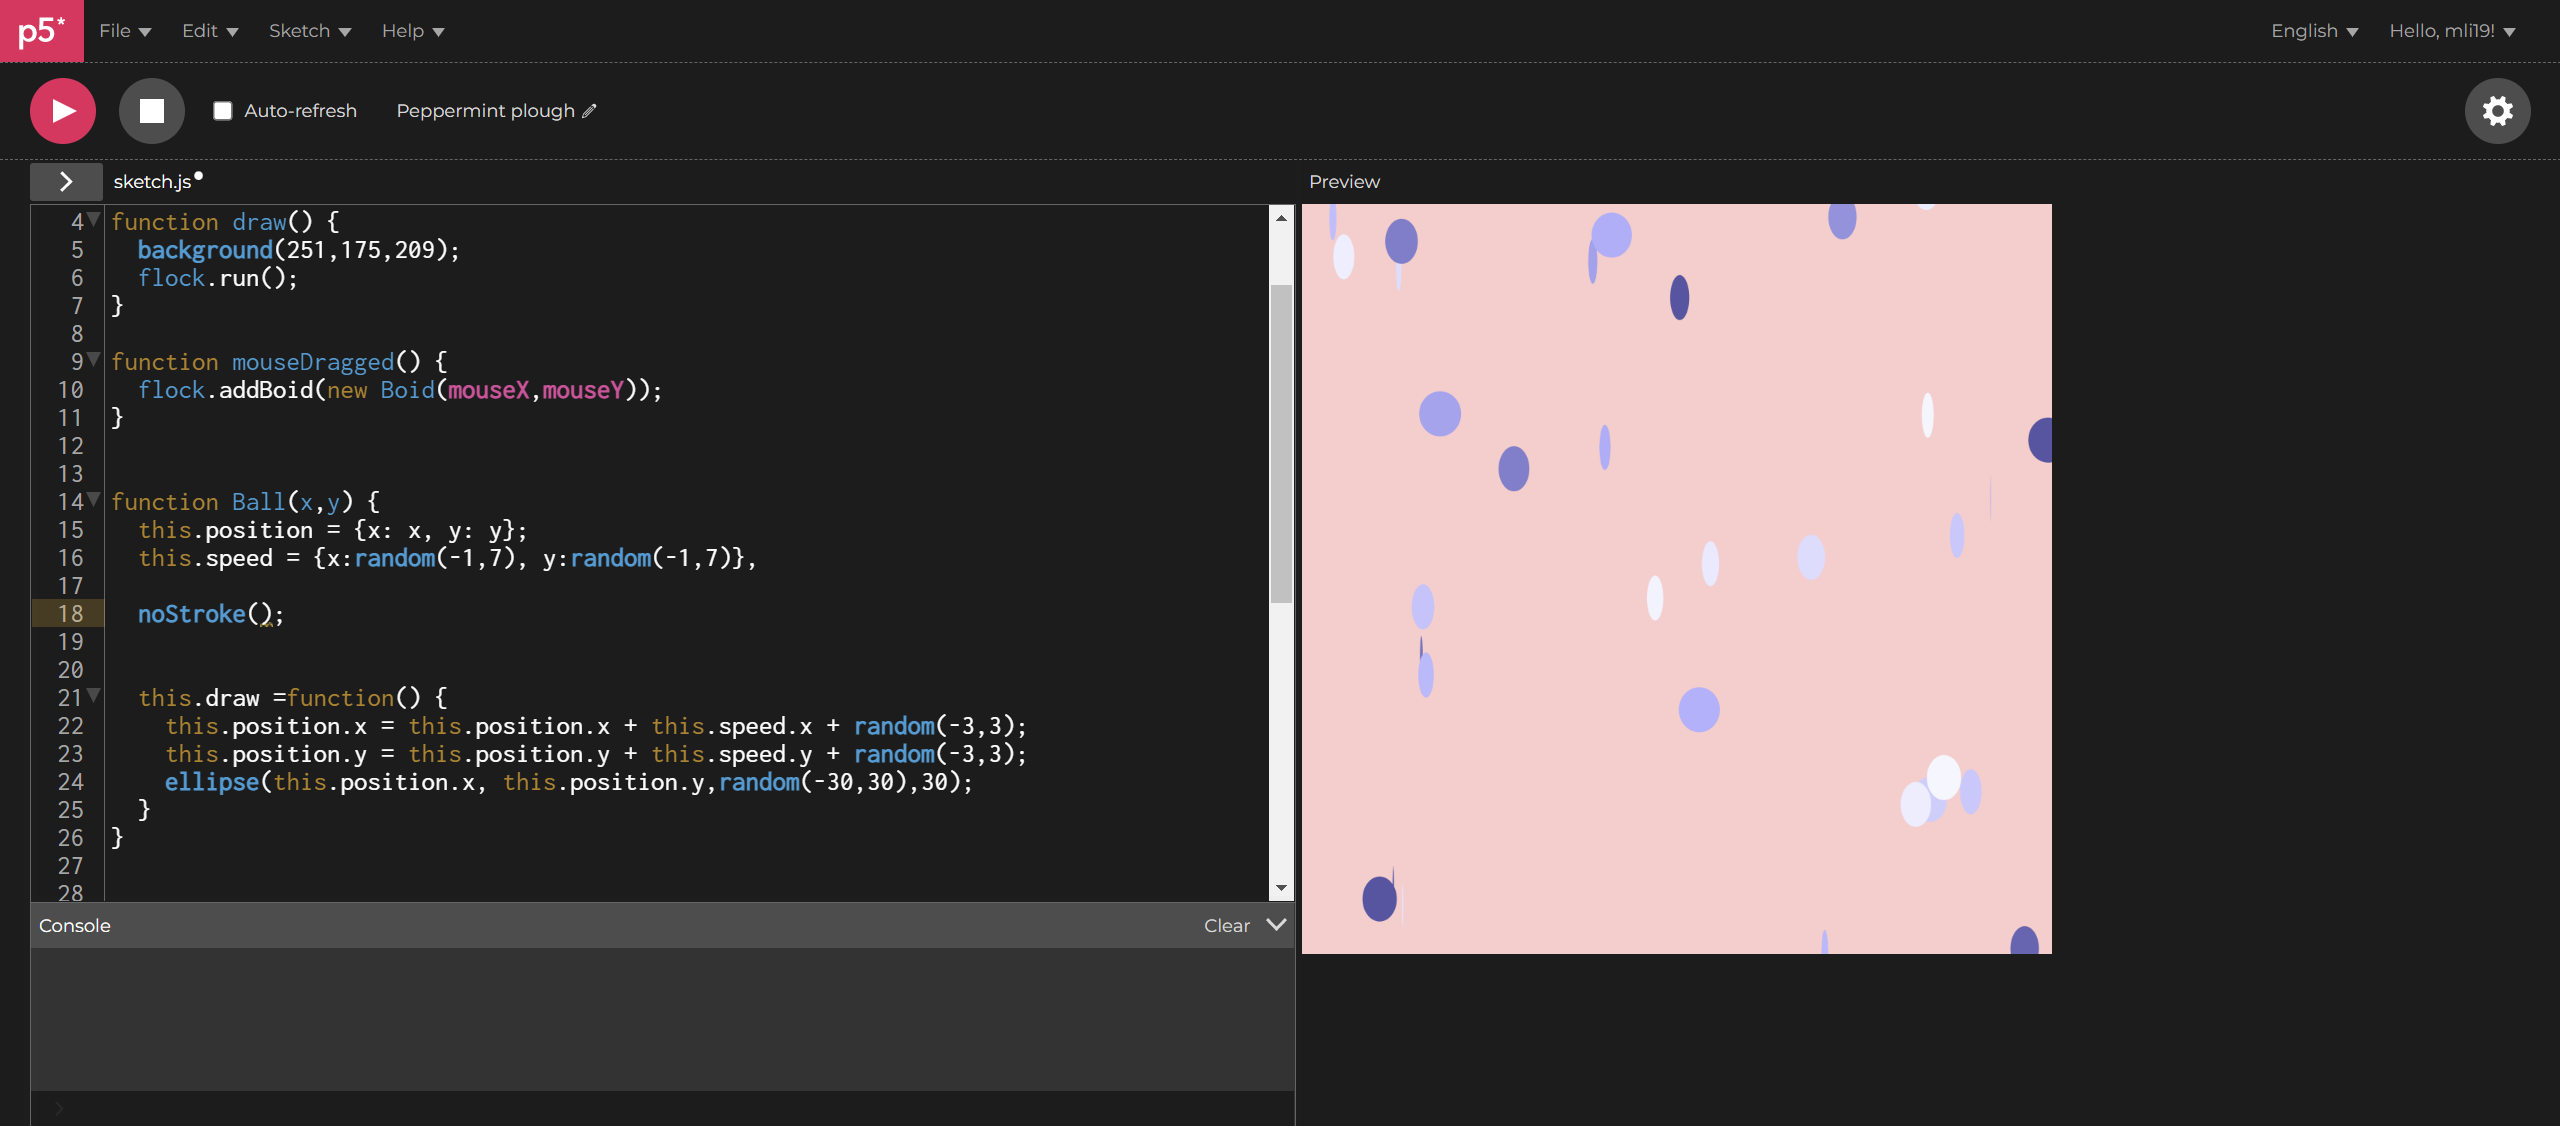 p5* File Edit Sketch Help English Hello, mli19!
Auto-refresh Peppermint plough
sketch.js Preview
4 function draw() {
5   background(251,175,209);
6   flock.run();
7 }
8
9 function mouseDragged() {
10   flock.addBoid(new Boid(mouseX,mouseY));
11 }
12
13
14 function Ball(x,y) {
15   this.position = {x: x, y: y};
16   this.speed = {x:random(-1,7), y:random(-1,7)},
17
18   noStroke();
19
20
21   this.draw =function() {
22     this.position.x = this.position.x + this.speed.x + random(-3,3);
23     this.position.y = this.position.y + this.speed.y + random(-3,3);
24     ellipse(this.position.x, this.position.y,random(-30,30),30);
25   }
26 }
27
28
Console Clear